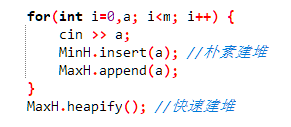 for(int i=0,a; i<m; i++) {
cin >> a;
MinH.insert(a); //朴素建堆
MaxH.append(a);
}
MaxH.heapify(); //快速建堆